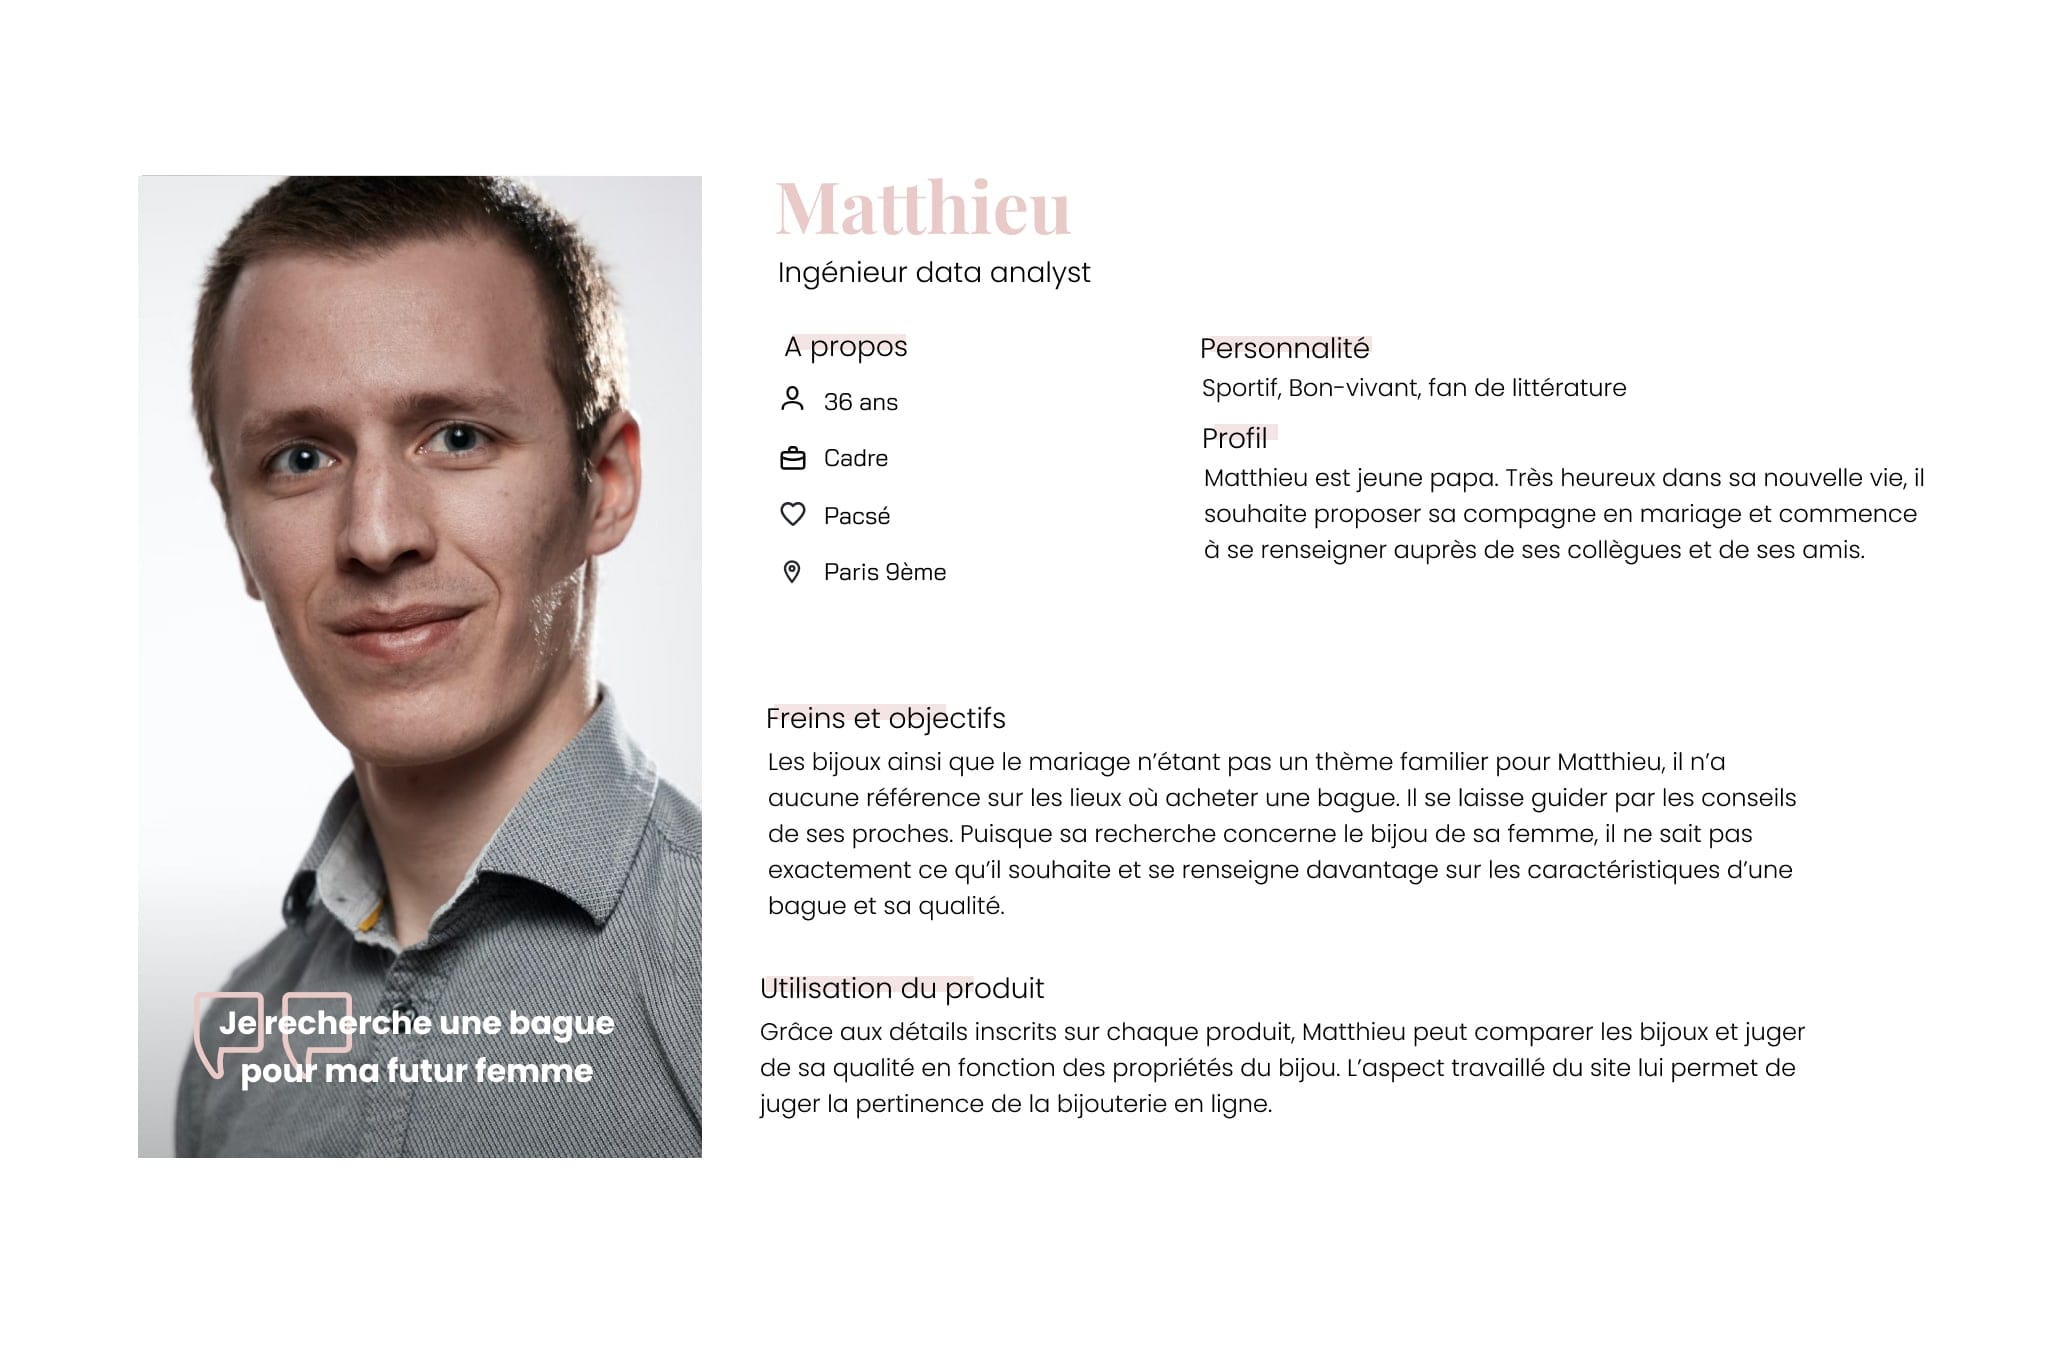 Matthieu
Ingénieur data analyst
A propos
36 ans
Cadre
Pacsé
Paris 9ème
Personnalité
Sportif, Bon-vivant, fan de littérature
Profil
Matthieu est jeune papa. Très heureux dans sa nouvelle vie, il
souhaite proposer sa compagne en mariage et commence
à se renseigner auprès de ses collègues et de ses amis.
Freins et objectifs
Les bijoux ainsi que le mariage n’étant pas un thème familier pour Matthieu, il n’a
aucune référence sur les lieux où acheter une bague. Il se laisse guider par les conseils
de ses proches. Puisque sa recherche concerne le bijou de sa femme, il ne sait pas
exactement ce qu’il souhaite et se renseigne davantage sur les caractéristiques d’une
bague et sa qualité.
Utilisation du produit
Grâce aux détails inscrits sur chaque produit, Matthieu peut comparer les bijoux et juger
de sa qualité en fonction des propriétés du bijou. L’aspect travaillé du site lui permet de
juger la pertinence de la bijouterie en ligne.
Je recherche une bague
pour ma futur femme